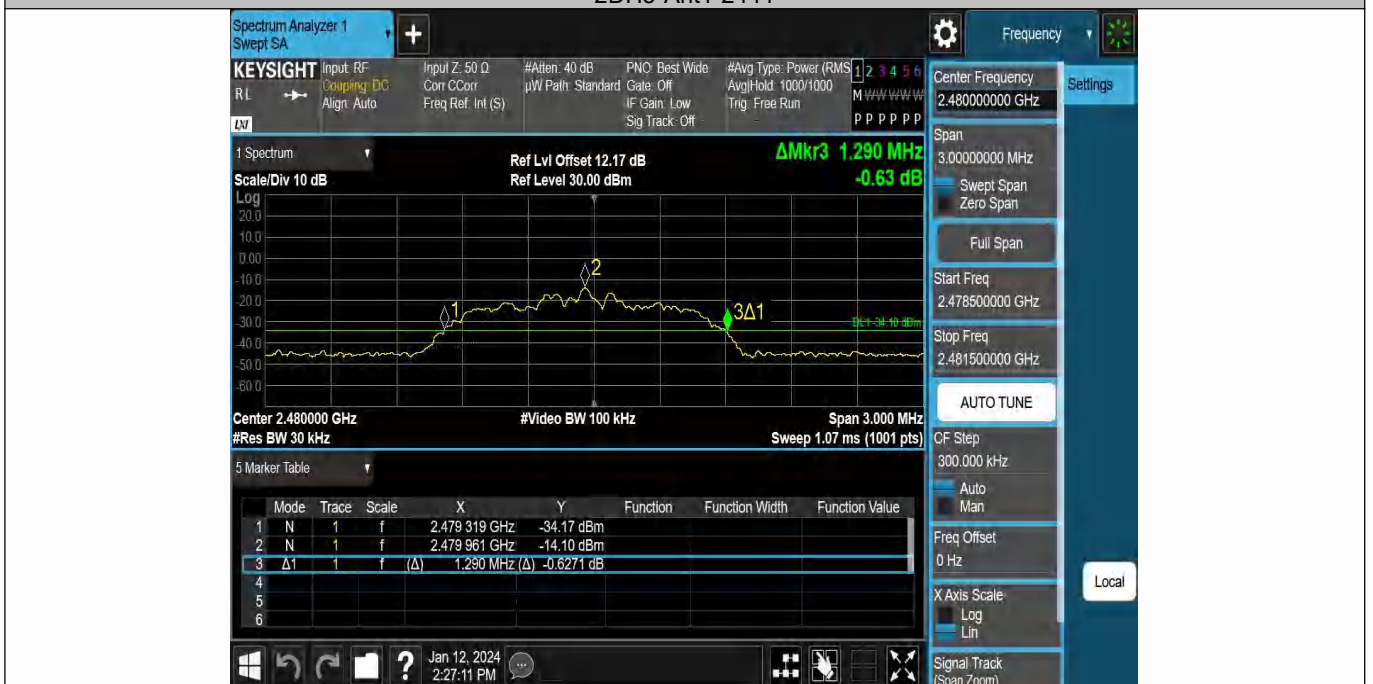 Spectrum Analyzer 1
Swept SA
Frequency
KEYSIGHT
RL
LXI
Input: RF
Coupling: DC
Align: Auto
Input Z: 50 Ω
Corr CCorr
Freq Ref: Int (S)
#Atten: 40 dB
µW Path: Standard
PNO: Best Wide
Gate: Off
IF Gain: Low
Sig Track: Off
#Avg Type: Power (RMS
Avg|Hold: 1000/1000
Trig: Free Run
1 2 3 4 5 6
M W W W W W
P P P P P P
1 Spectrum
Scale/Div 10 dB
Ref Lvl Offset 12.17 dB
Ref Level 30.00 dBm
ΔMkr3 1.290 MHz
-0.63 dB
Log
20.0
10.0
0.00
-10.0
-20.0
-30.0
-40.0
-50.0
-60.0
1
2
3Δ1
DL1 -34.10 dBm
Center 2.480000 GHz
#Res BW 30 kHz
#Video BW 100 kHz
Span 3.000 MHz
Sweep 1.07 ms (1001 pts)
5 Marker Table
Mode Trace Scale X Y Function Function Width Function Value
1 N 1 f 2.479 319 GHz -34.17 dBm
2 N 1 f 2.479 961 GHz -14.10 dBm
3 Δ1 1 f (Δ) 1.290 MHz (Δ) -0.6271 dB
4
5
6
Jan 12, 2024
2:27:11 PM
Center Frequency
2.480000000 GHz
Settings
Span
3.00000000 MHz
Swept Span
Zero Span
Full Span
Start Freq
2.478500000 GHz
Stop Freq
2.481500000 GHz
AUTO TUNE
CF Step
300.000 kHz
Auto
Man
Freq Offset
0 Hz
X Axis Scale
Log
Lin
Local
Signal Track
(Span Zoom)